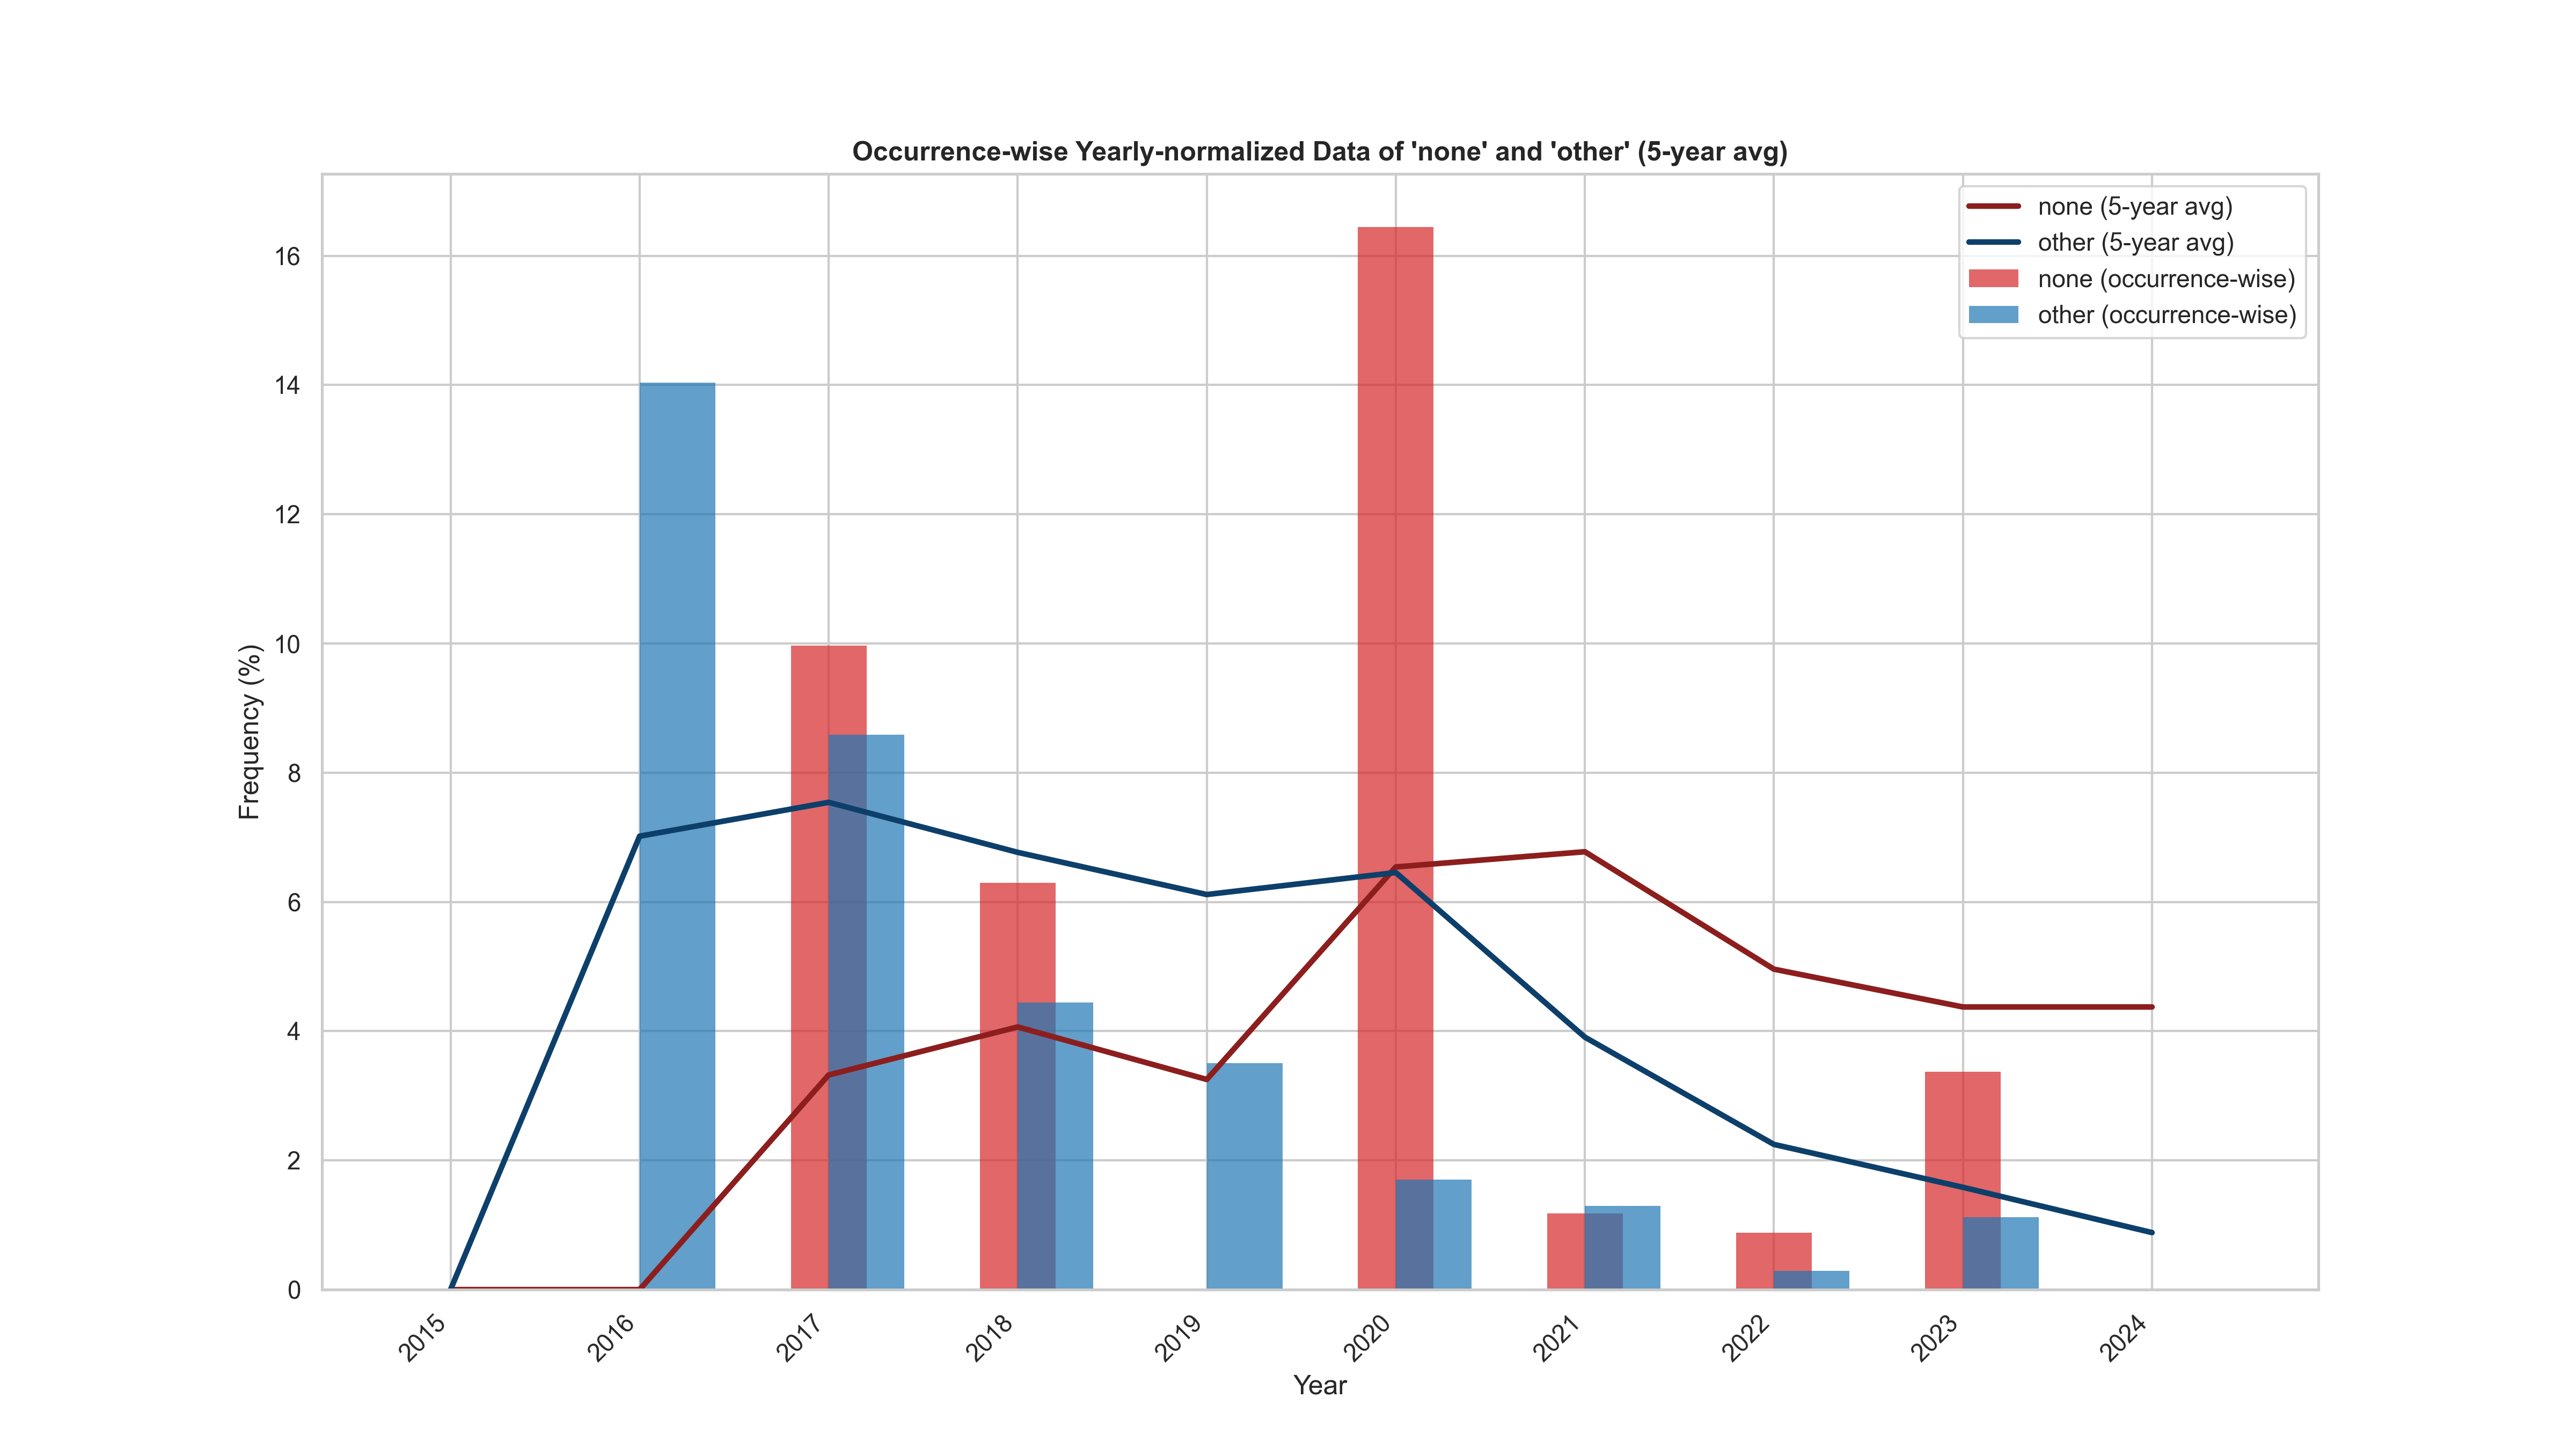 Occurrence-wise Yearly-normalized Data of 'none' and 'other' (5-year avg)
none (5-year avg)
other (5-year avg)
none (occurrence-wise)
other (occurrence-wise)
16
14
12
10
8
6
4
2
0
Frequency (%)
2015
2016
2017
2018
2019
2020
2021
2022
2023
2024
Year